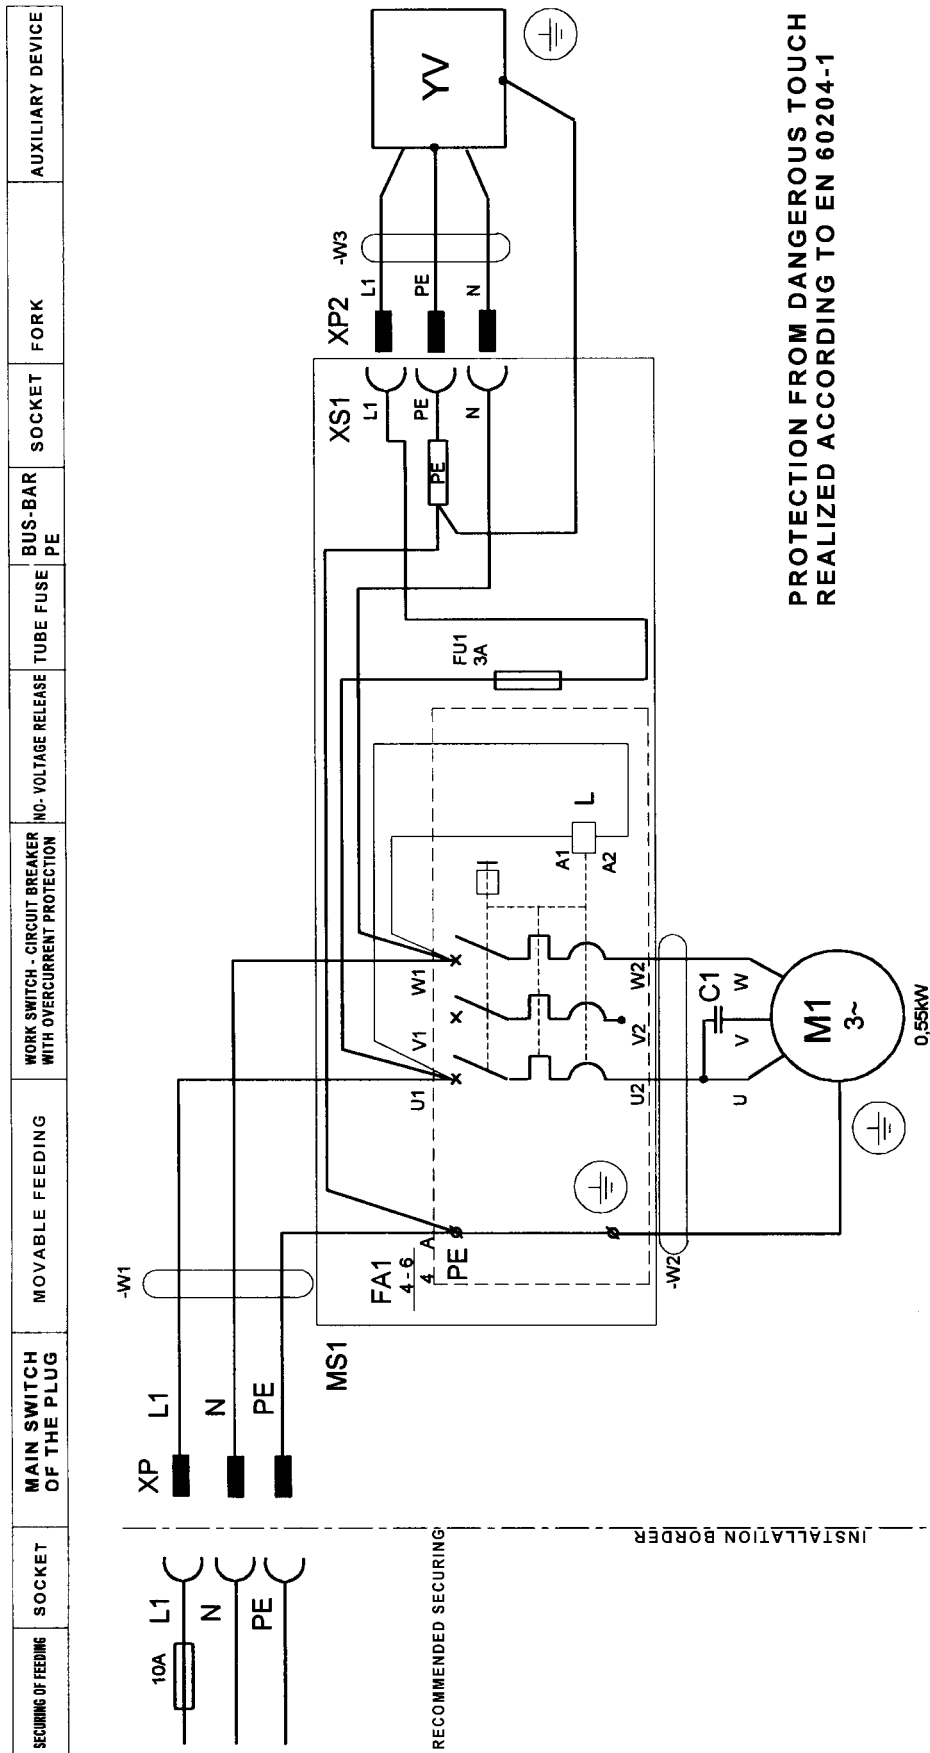 SECURING OF FEEDING
SOCKET
MAIN SWITCH
OF THE PLUG
MOVABLE FEEDING
WORK SWITCH - CIRCUIT BREAKER
WITH OVERCURRENT PROTECTION
NO- VOLTAGE RELEASE
TUBE FUSE
BUS-BAR
PE
SOCKET
FORK
AUXILIARY DEVICE
10A
L1
N
PE
RECOMMENDED SECURING
INSTALLATION BORDER
XP
L1
N
PE
-W1
MS1
FA1
4 - 6
4
A
PE
U1
V1
W1
U2
V2
W2
A1
A2
L
-W2
U
V
W
C1
M1
3~
0,55kW
FU1
3A
PE
XS1
L1
PE
N
XP2
L1
PE
N
-W3
YV
PROTECTION FROM DANGEROUS TOUCH
REALIZED ACCORDING TO EN 60204-1